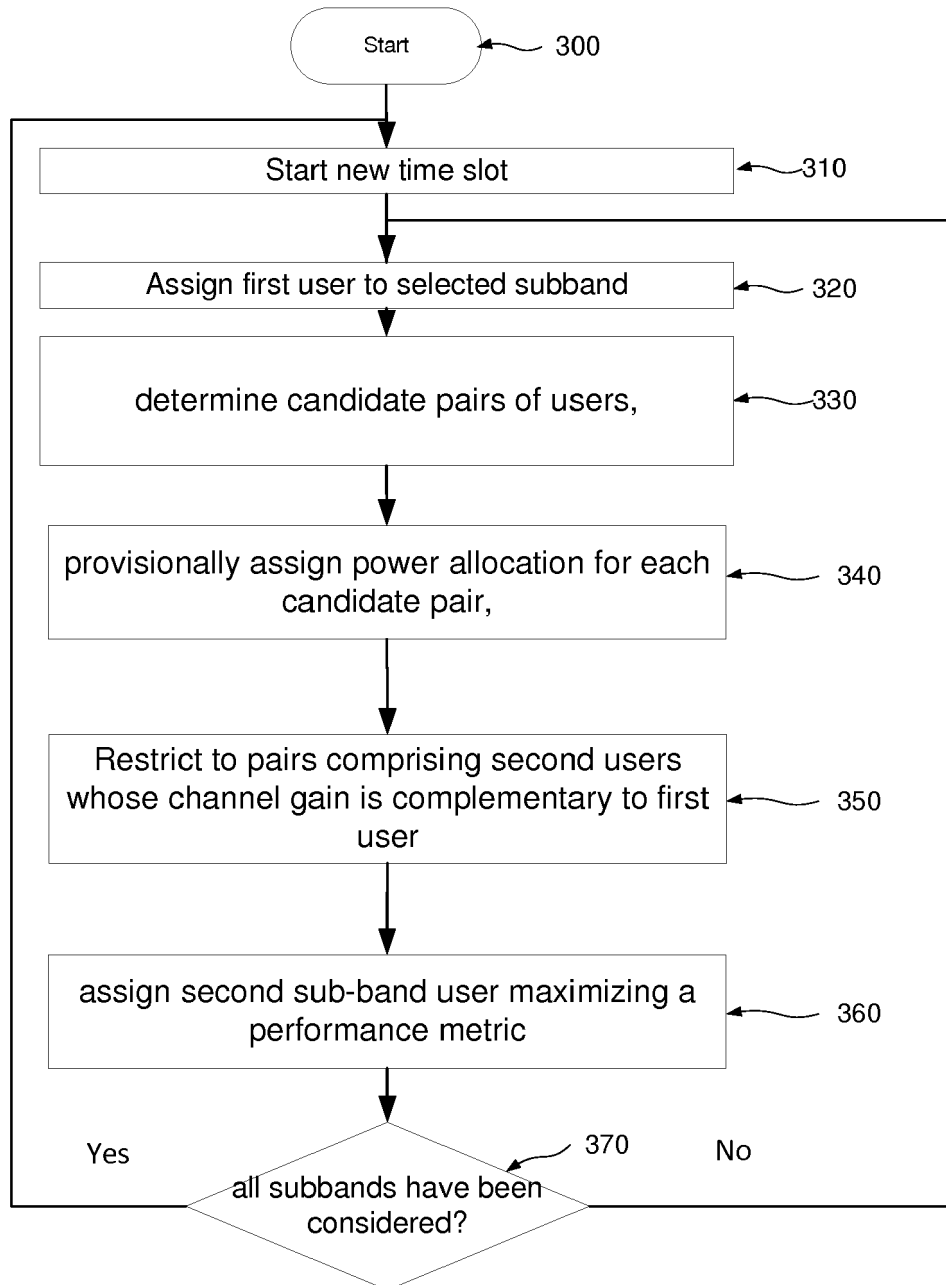 Start
300
Start new time slot
310
Assign first user to selected subband
320
determine candidate pairs of users,
330
provisionally assign power allocation for each
candidate pair,
340
Restrict to pairs comprising second users
whose channel gain is complementary to first
user
350
assign second sub-band user maximizing a
performance metric
360
Yes
370
No
all subbands have been
considered?